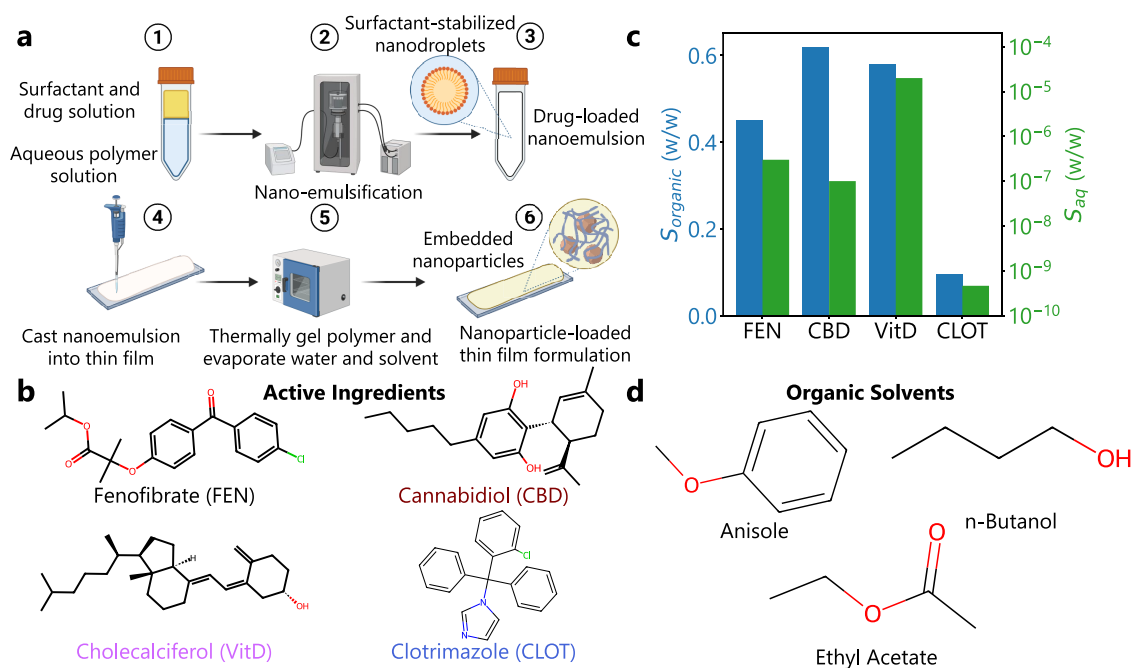 a
1
2
Surfactant-stabilized
nanodroplets
3
Surfactant and
drug solution
Aqueous polymer
solution
Nano-emulsification
Drug-loaded
nanoemulsion
4
5
6
Embedded
nanoparticles
Cast nanoemulsion
into thin film
Thermally gel polymer and
evaporate water and solvent
Nanoparticle-loaded
thin film formulation
c
S_organic (w/w)
0.6
0.4
0.2
0.0
FEN CBD VitD CLOT
10⁻⁴
10⁻⁵
10⁻⁶
10⁻⁷
10⁻⁸
10⁻⁹
10⁻¹⁰
S_aq (w/w)
b
Active Ingredients
O
O
O
O
Cl
Fenofibrate (FEN)
OH
OH
Cannabidiol (CBD)
H
OH
Cholecalciferol (VitD)
Cl
N
N
Clotrimazole (CLOT)
d
Organic Solvents
O
Anisole
OH
n-Butanol
O
O
Ethyl Acetate